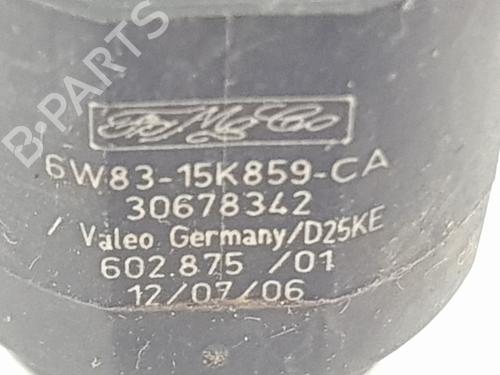 B-PARTS
FoMoCo
6W83-15K859-CA
30678342
/ Valeo Germany/D25KE
602.875 /01
12/07/06